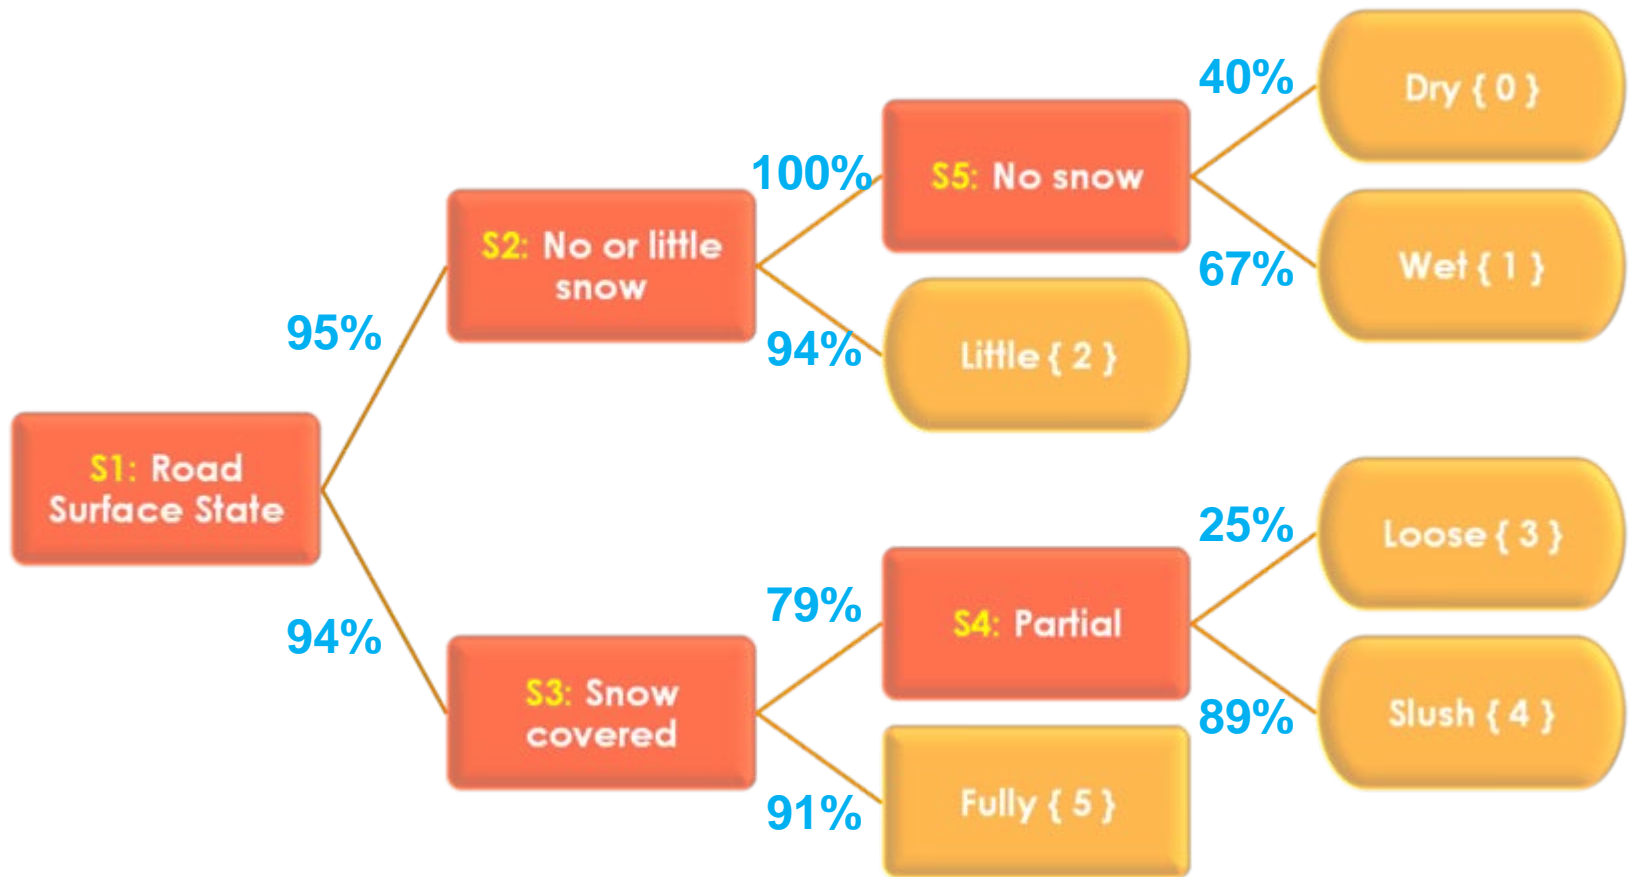 40%
Dry { 0 }
100%
S5: No snow
S2: No or little
snow
67%
Wet { 1 }
95%
94%
Little { 2 }
S1: Road
Surface State
25%
Loose { 3 }
79%
S4: Partial
94%
S3: Snow
covered
89%
Slush { 4 }
91%
Fully { 5 }